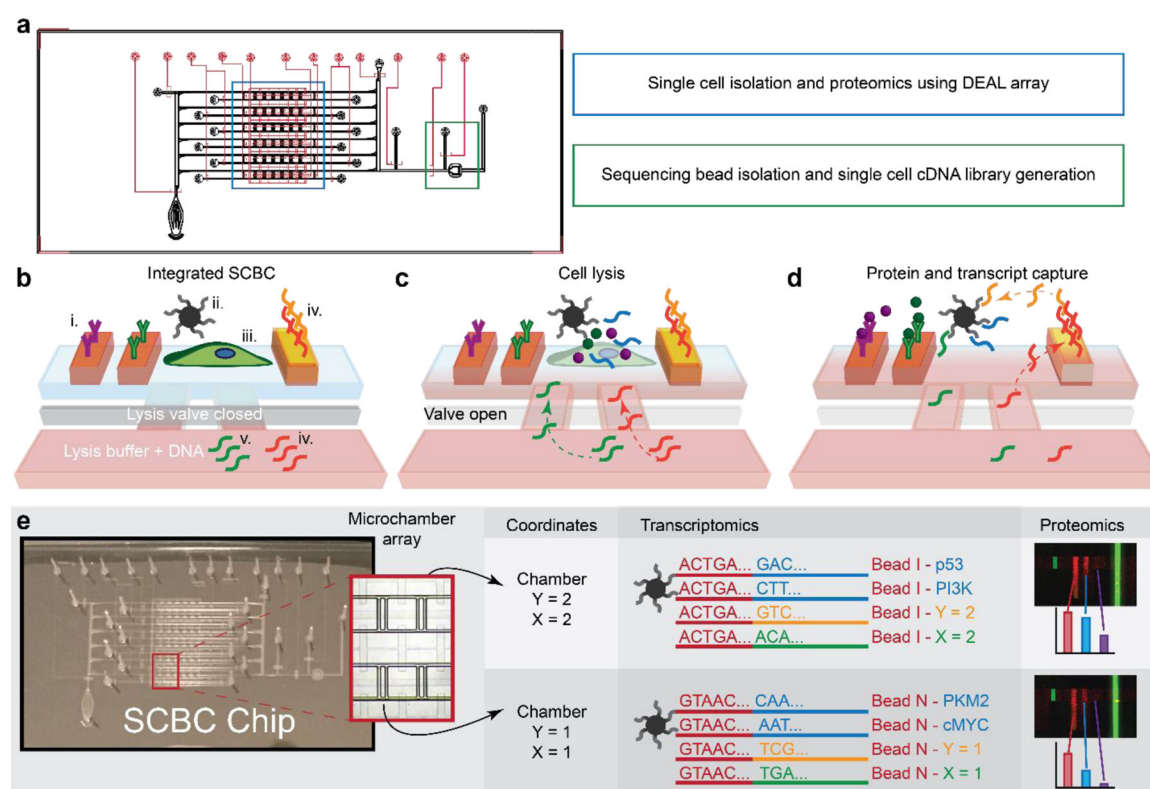 a
Single cell isolation and proteomics using DEAL array
Sequencing bead isolation and single cell cDNA library generation
b
Integrated SCBC
i.
ii.
iii.
iv.
Lysis valve closed
Lysis buffer + DNA
v.
iv.
c
Cell lysis
Valve open
d
Protein and transcript capture
e
SCBC Chip
Microchamber
array
Coordinates
Transcriptomics
Proteomics
Chamber
Y = 2
X = 2
ACTGA... GAC... Bead I - p53
ACTGA... CTT... Bead I - PI3K
ACTGA... GTC... Bead I - Y = 2
ACTGA... ACA... Bead I - X = 2
Chamber
Y = 1
X = 1
GTAAC... CAA... Bead N - PKM2
GTAAC... AAT... Bead N - cMYC
GTAAC... TCG... Bead N - Y = 1
GTAAC... TGA... Bead N - X = 1